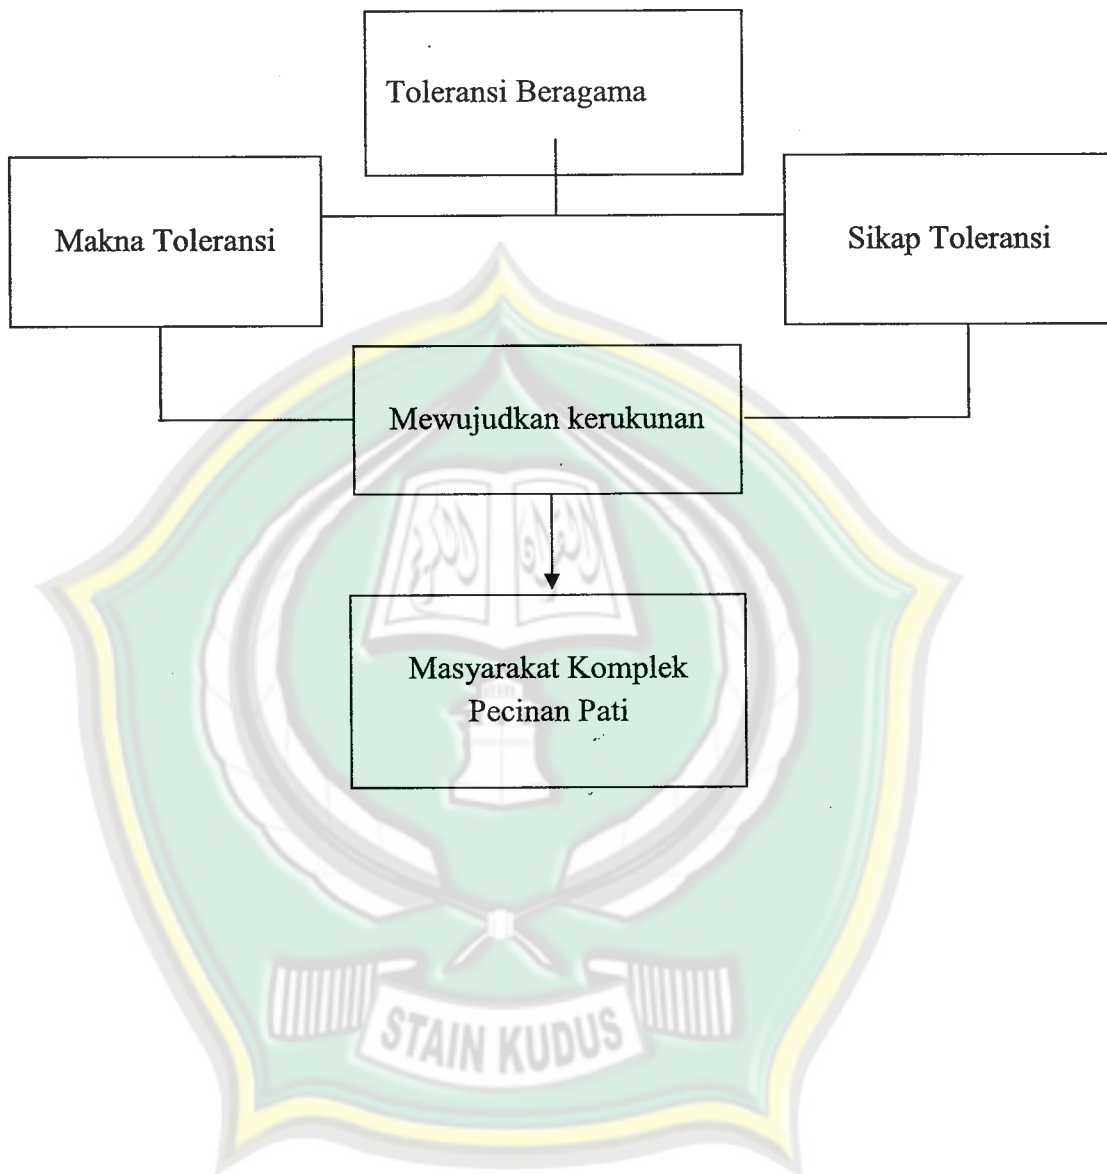 Toleransi Beragama
Makna Toleransi
Sikap Toleransi
Mewujudkan kerukunan
Masyarakat Komplek
Pecinan Pati
STAIN KUDUS